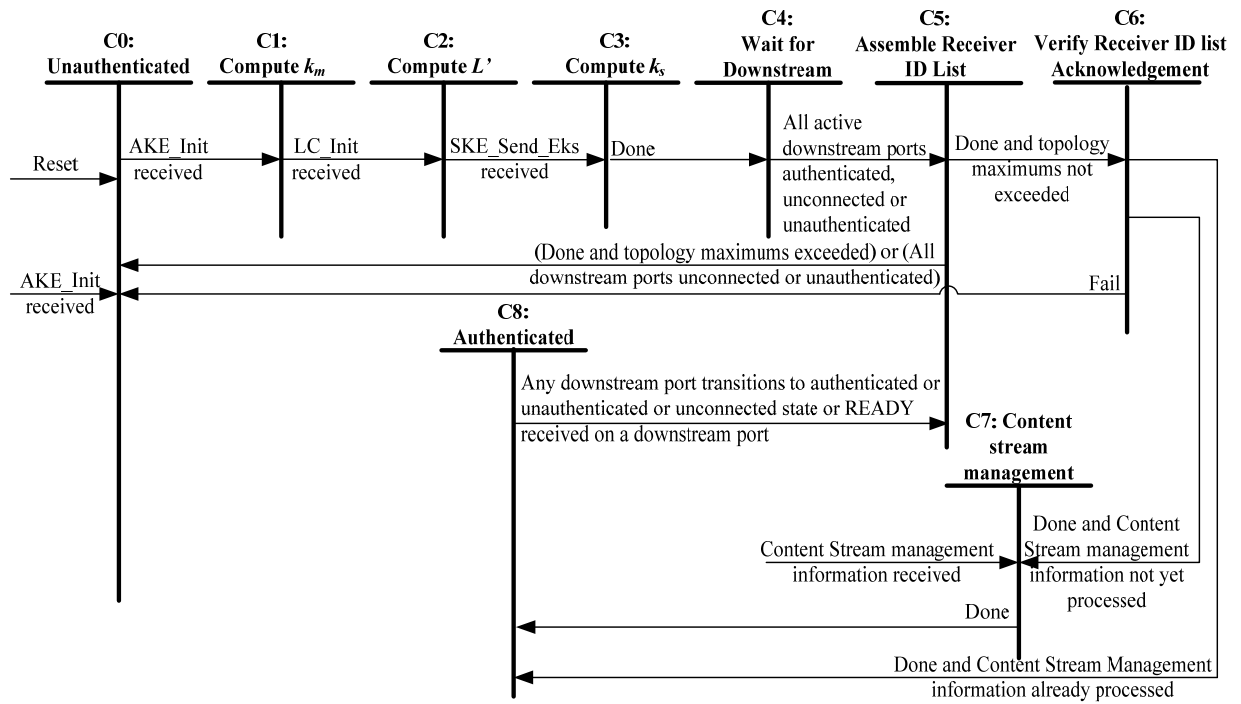 C0:
Unauthenticated
C1:
Compute km
C2:
Compute L’
C3:
Compute ks
C4:
Wait for
Downstream
C5:
Assemble Receiver
ID List
C6:
Verify Receiver ID list
Acknowledgement
Reset
AKE_Init
received
LC_Init
received
SKE_Send_Eks
received
Done
All active
downstream ports
authenticated,
unconnected or
unauthenticated
Done and topology
maximums not
exceeded
(Done and topology maximums exceeded) or (All
downstream ports unconnected or unauthenticated)
AKE_Init
received
Fail
C8:
Authenticated
Any downstream port transitions to authenticated or
unauthenticated or unconnected state or READY
received on a downstream port
C7: Content
stream
management
Content Stream management
information received
Done and Content
Stream management
information not yet
processed
Done
Done and Content Stream Management
information already processed